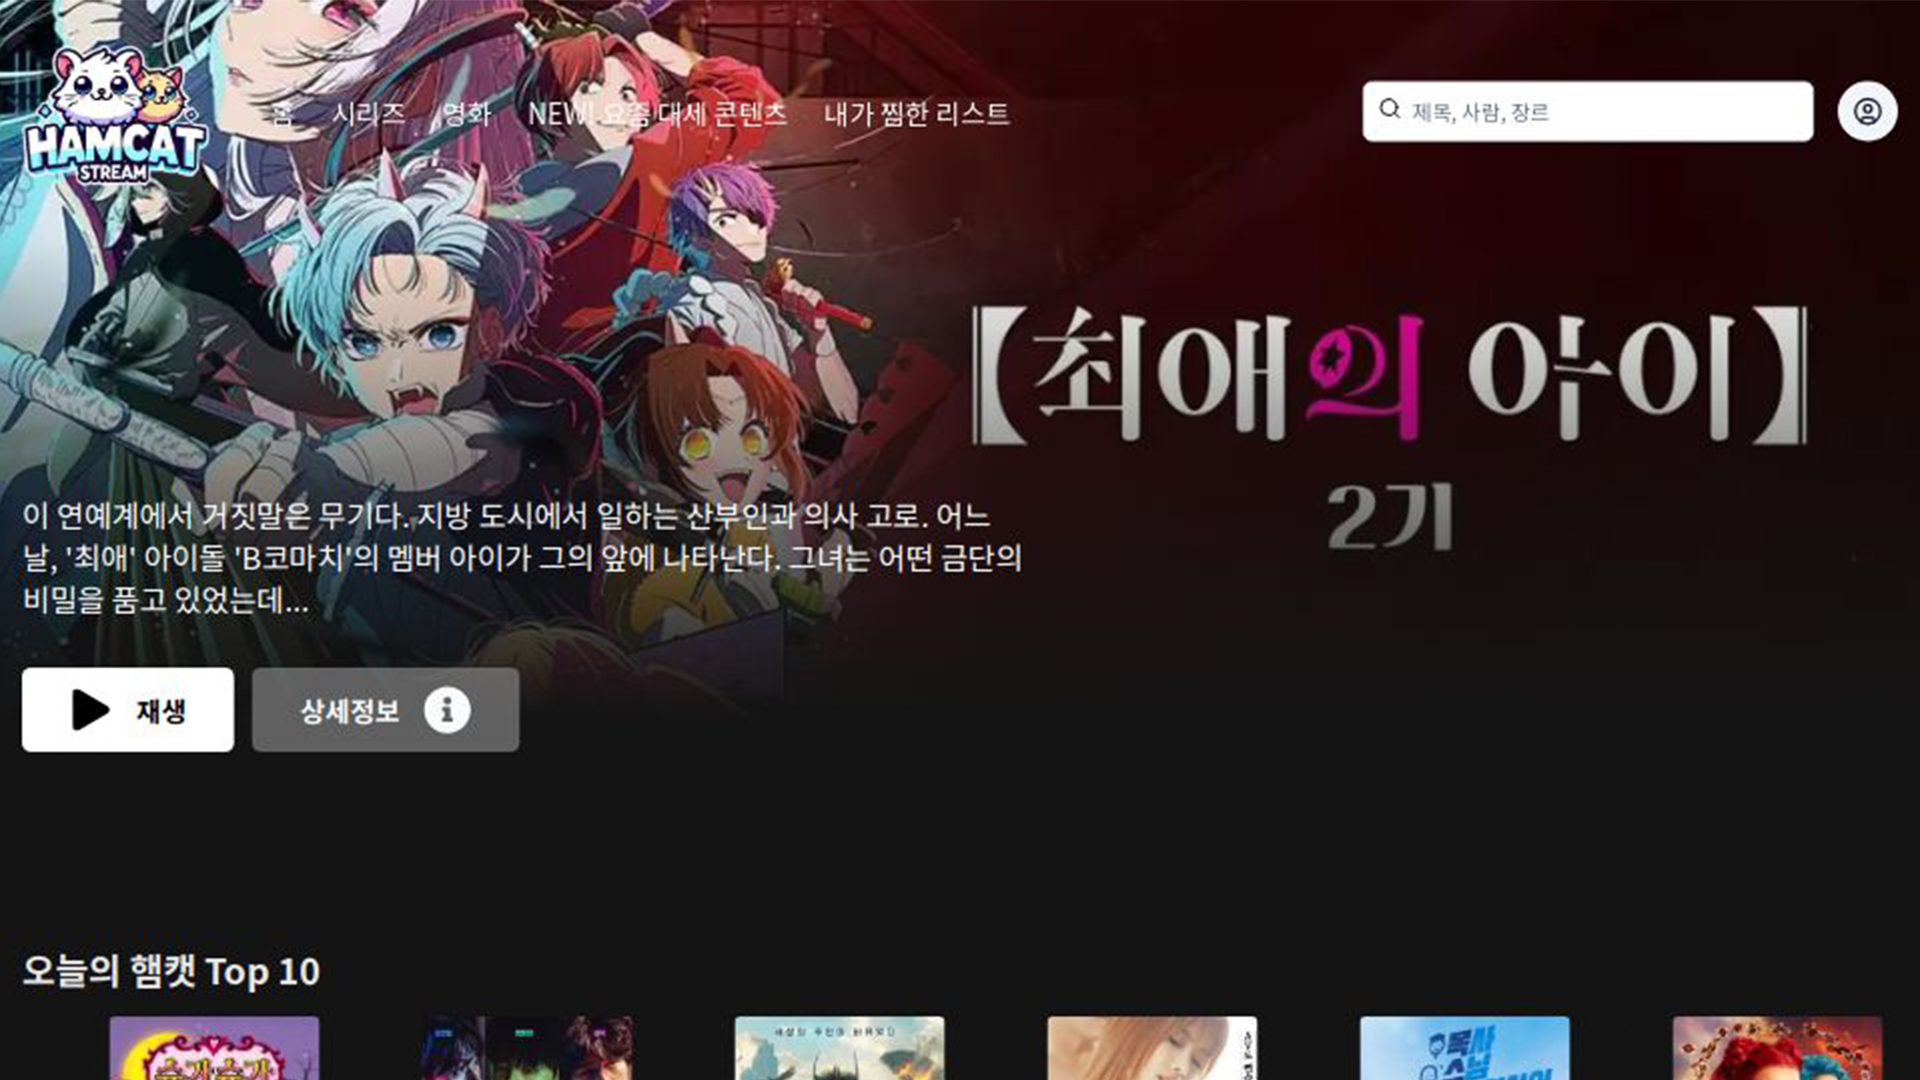 HAMCAT
STREAM
홈 시리즈 영화 NEW! 요즘 대세 콘텐츠 내가 찜한 리스트
제목, 사람, 장르
【최애의 아이】
2기
이 연예계에서 거짓말은 무기다. 지방 도시에서 일하는 산부인과 의사 고로. 어느
날, '최애' 아이돌 'B코마치'의 멤버 아이가 그의 앞에 나타난다. 그녀는 어떤 금단의
비밀을 품고 있었는데...
재생
상세정보
오늘의 햄캣 Top 10